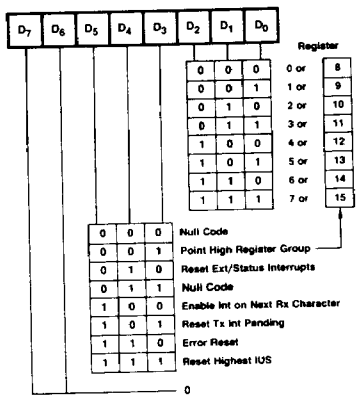 D7 D6 D5 D4 D3 D2 D1 D0
Register
0 0 0 0 or 8
0 0 1 1 or 9
0 1 0 2 or 10
0 1 1 3 or 11
1 0 0 4 or 12
1 0 1 5 or 13
1 1 0 6 or 14
1 1 1 7 or 15
0 0 0 Null Code
0 0 1 Point High Register Group
0 1 0 Reset Ext/Status Interrupts
0 1 1 Null Code
1 0 0 Enable Int on Next Rx Character
1 0 1 Reset Tx Int Pending
1 1 0 Error Reset
1 1 1 Reset Highest IUS
0